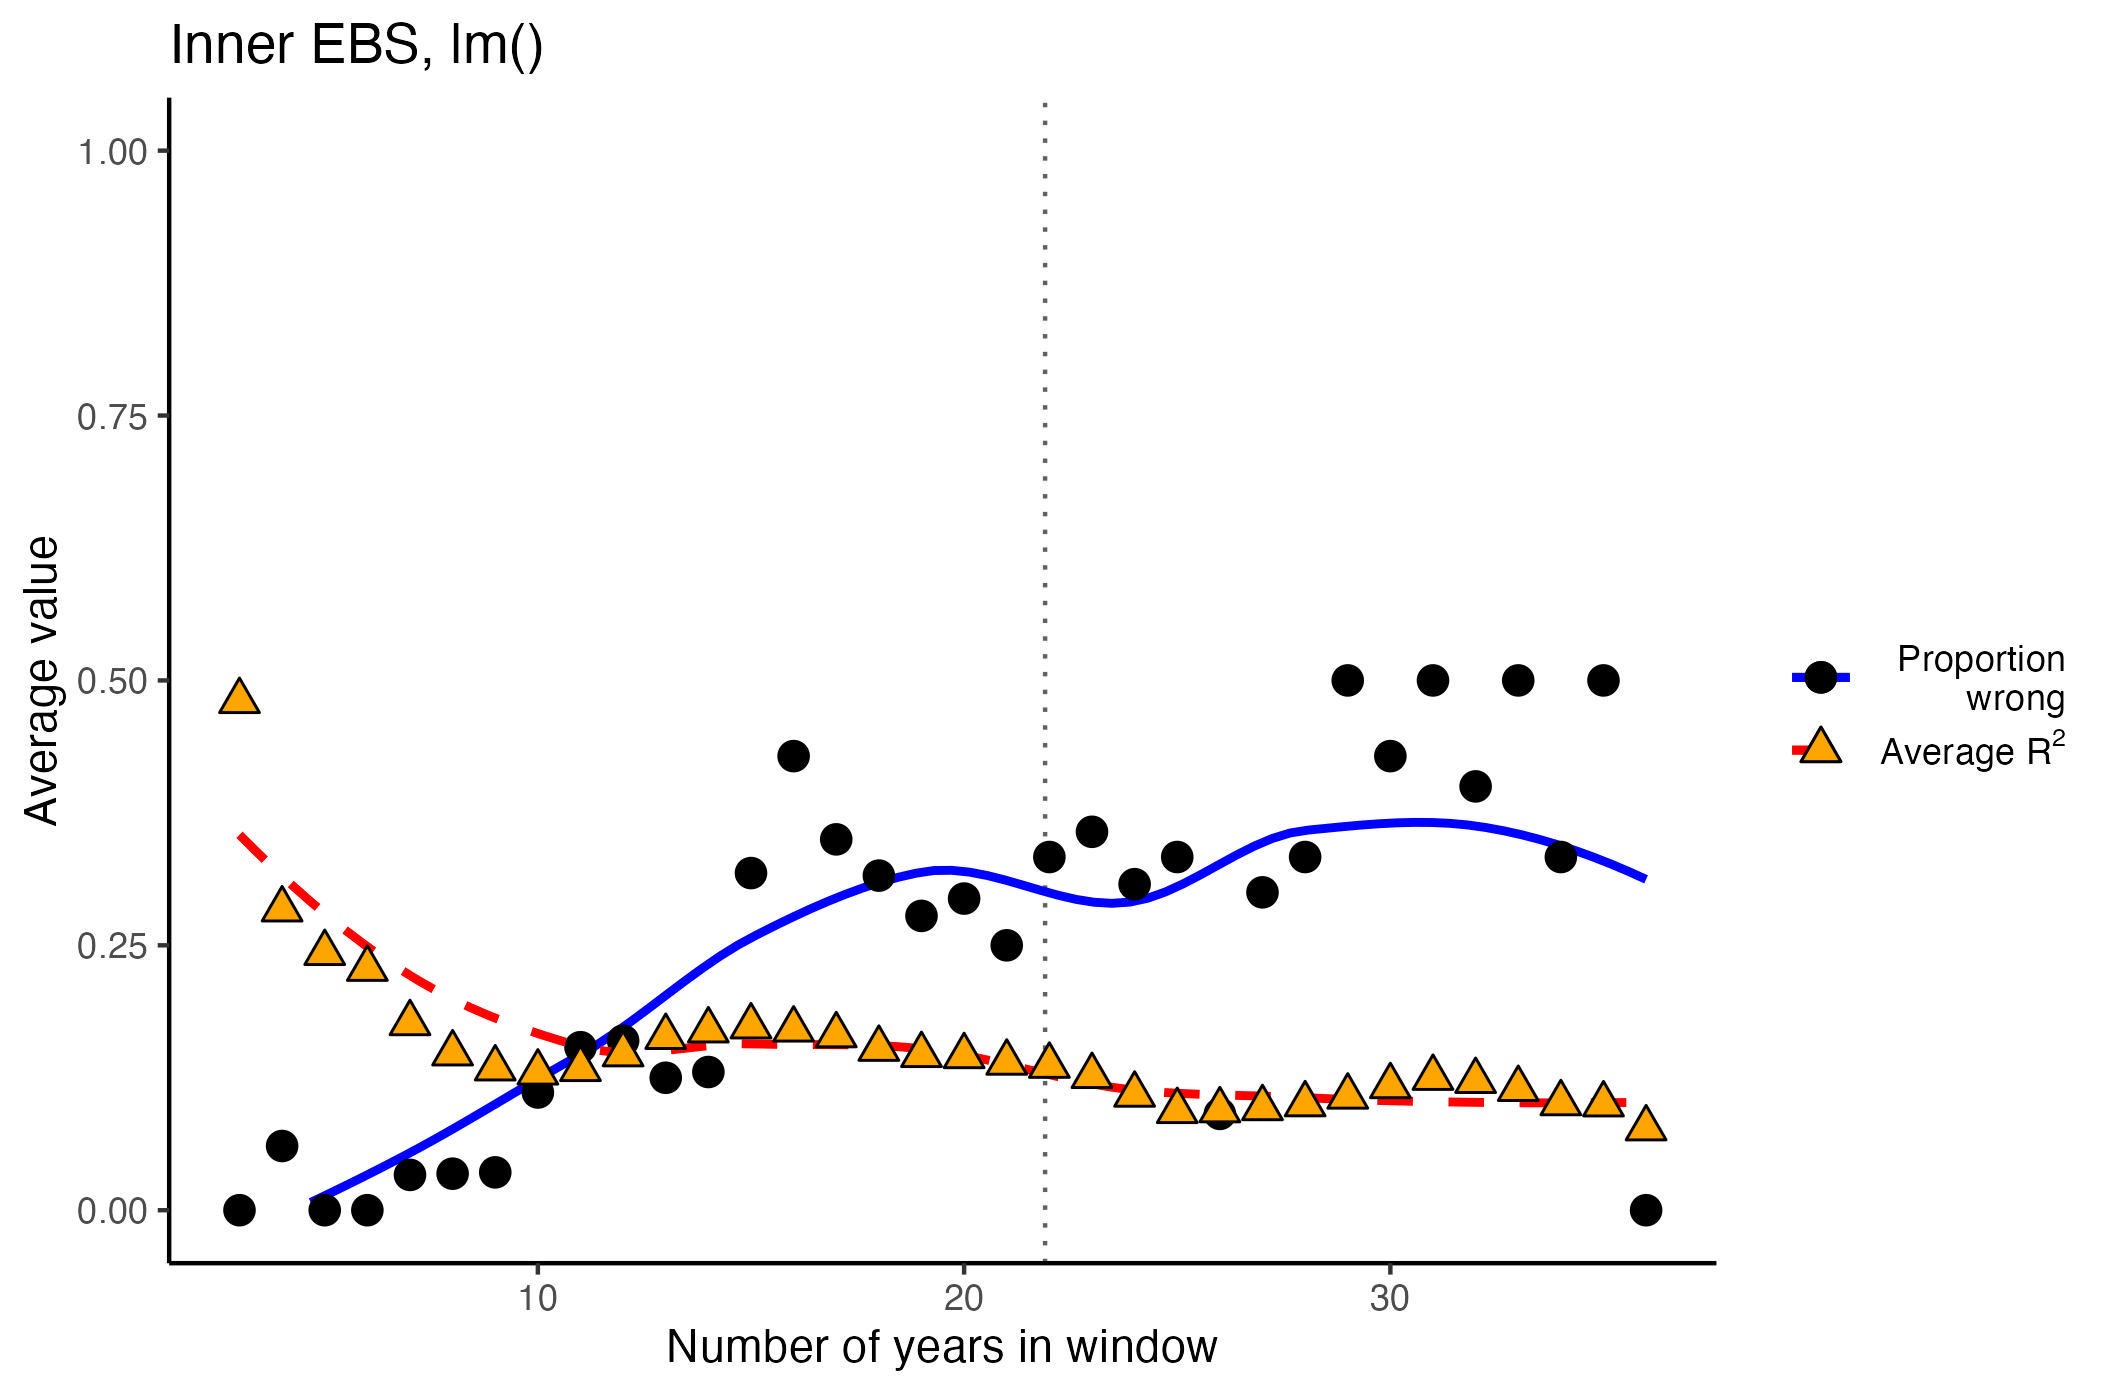 Inner EBS, lm()
1.00
0.75
0.50
0.25
0.00
Average value
10
20
30
Number of years in window
Proportion
wrong
Average R²